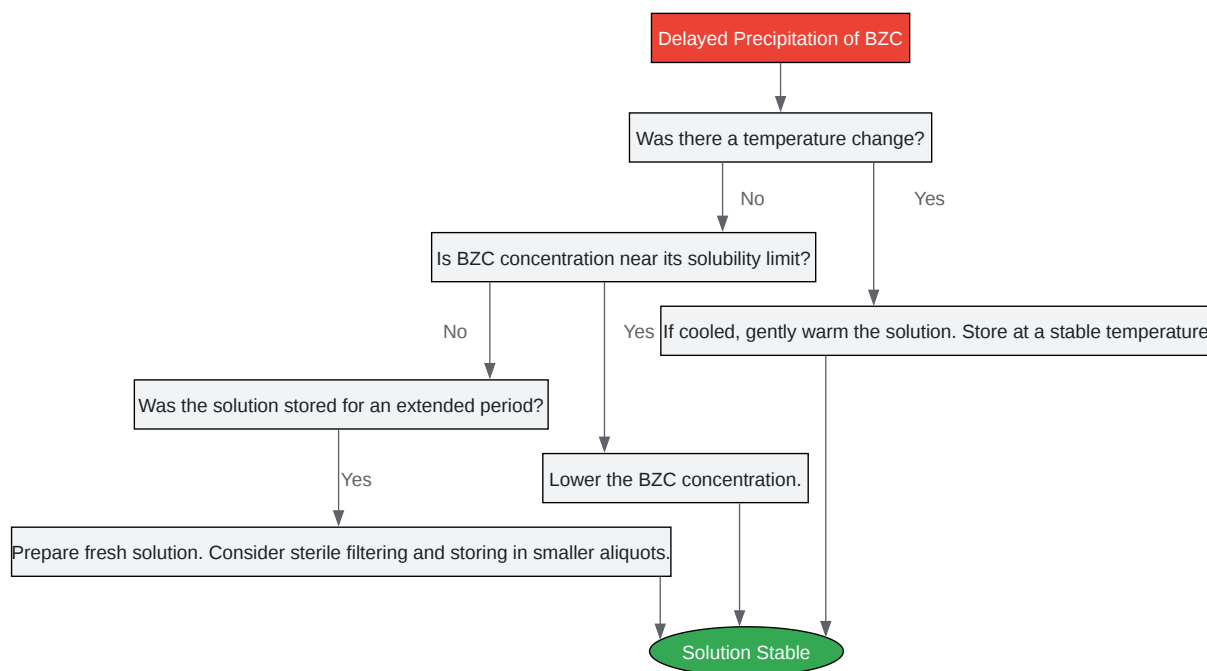 Delayed Precipitation of BZC
Was there a temperature change?
No
Yes
Is BZC concentration near its solubility limit?
No
Yes
If cooled, gently warm the solution. Store at a stable temperature
Was the solution stored for an extended period?
Yes
Lower the BZC concentration.
Prepare fresh solution. Consider sterile filtering and storing in smaller aliquots.
Solution Stable